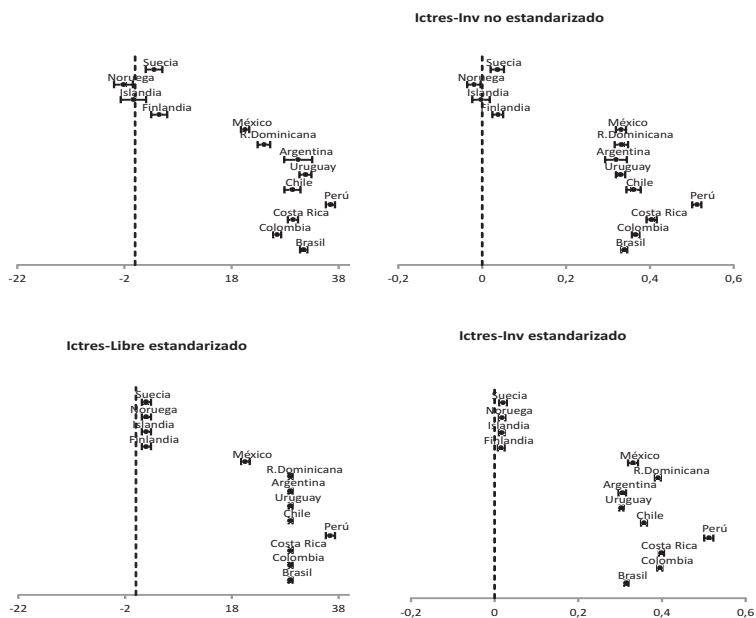 Suecia
Noruega
Islandia
Finlandia
México
R.Dominicana
Argentina
Uruguay
Chile
Perú
Costa Rica
Colombia
Brasil
-22 -2 18 38
Ictres-Inv no estandarizado
Suecia
Noruega
Islandia
Finlandia
México
R.Dominicana
Argentina
Uruguay
Chile
Perú
Costa Rica
Colombia
Brasil
-0,2 0 0,2 0,4 0,6
Ictres-Libre estandarizado
Suecia
Noruega
Islandia
Finlandia
México
R.Dominicana
Argentina
Uruguay
Chile
Perú
Costa Rica
Colombia
Brasil
-22 -2 18 38
Ictres-Inv estandarizado
Suecia
Noruega
Islandia
Finlandia
México
R.Dominicana
Argentina
Uruguay
Chile
Perú
Costa Rica
Colombia
Brasil
-0,2 0 0,2 0,4 0,6